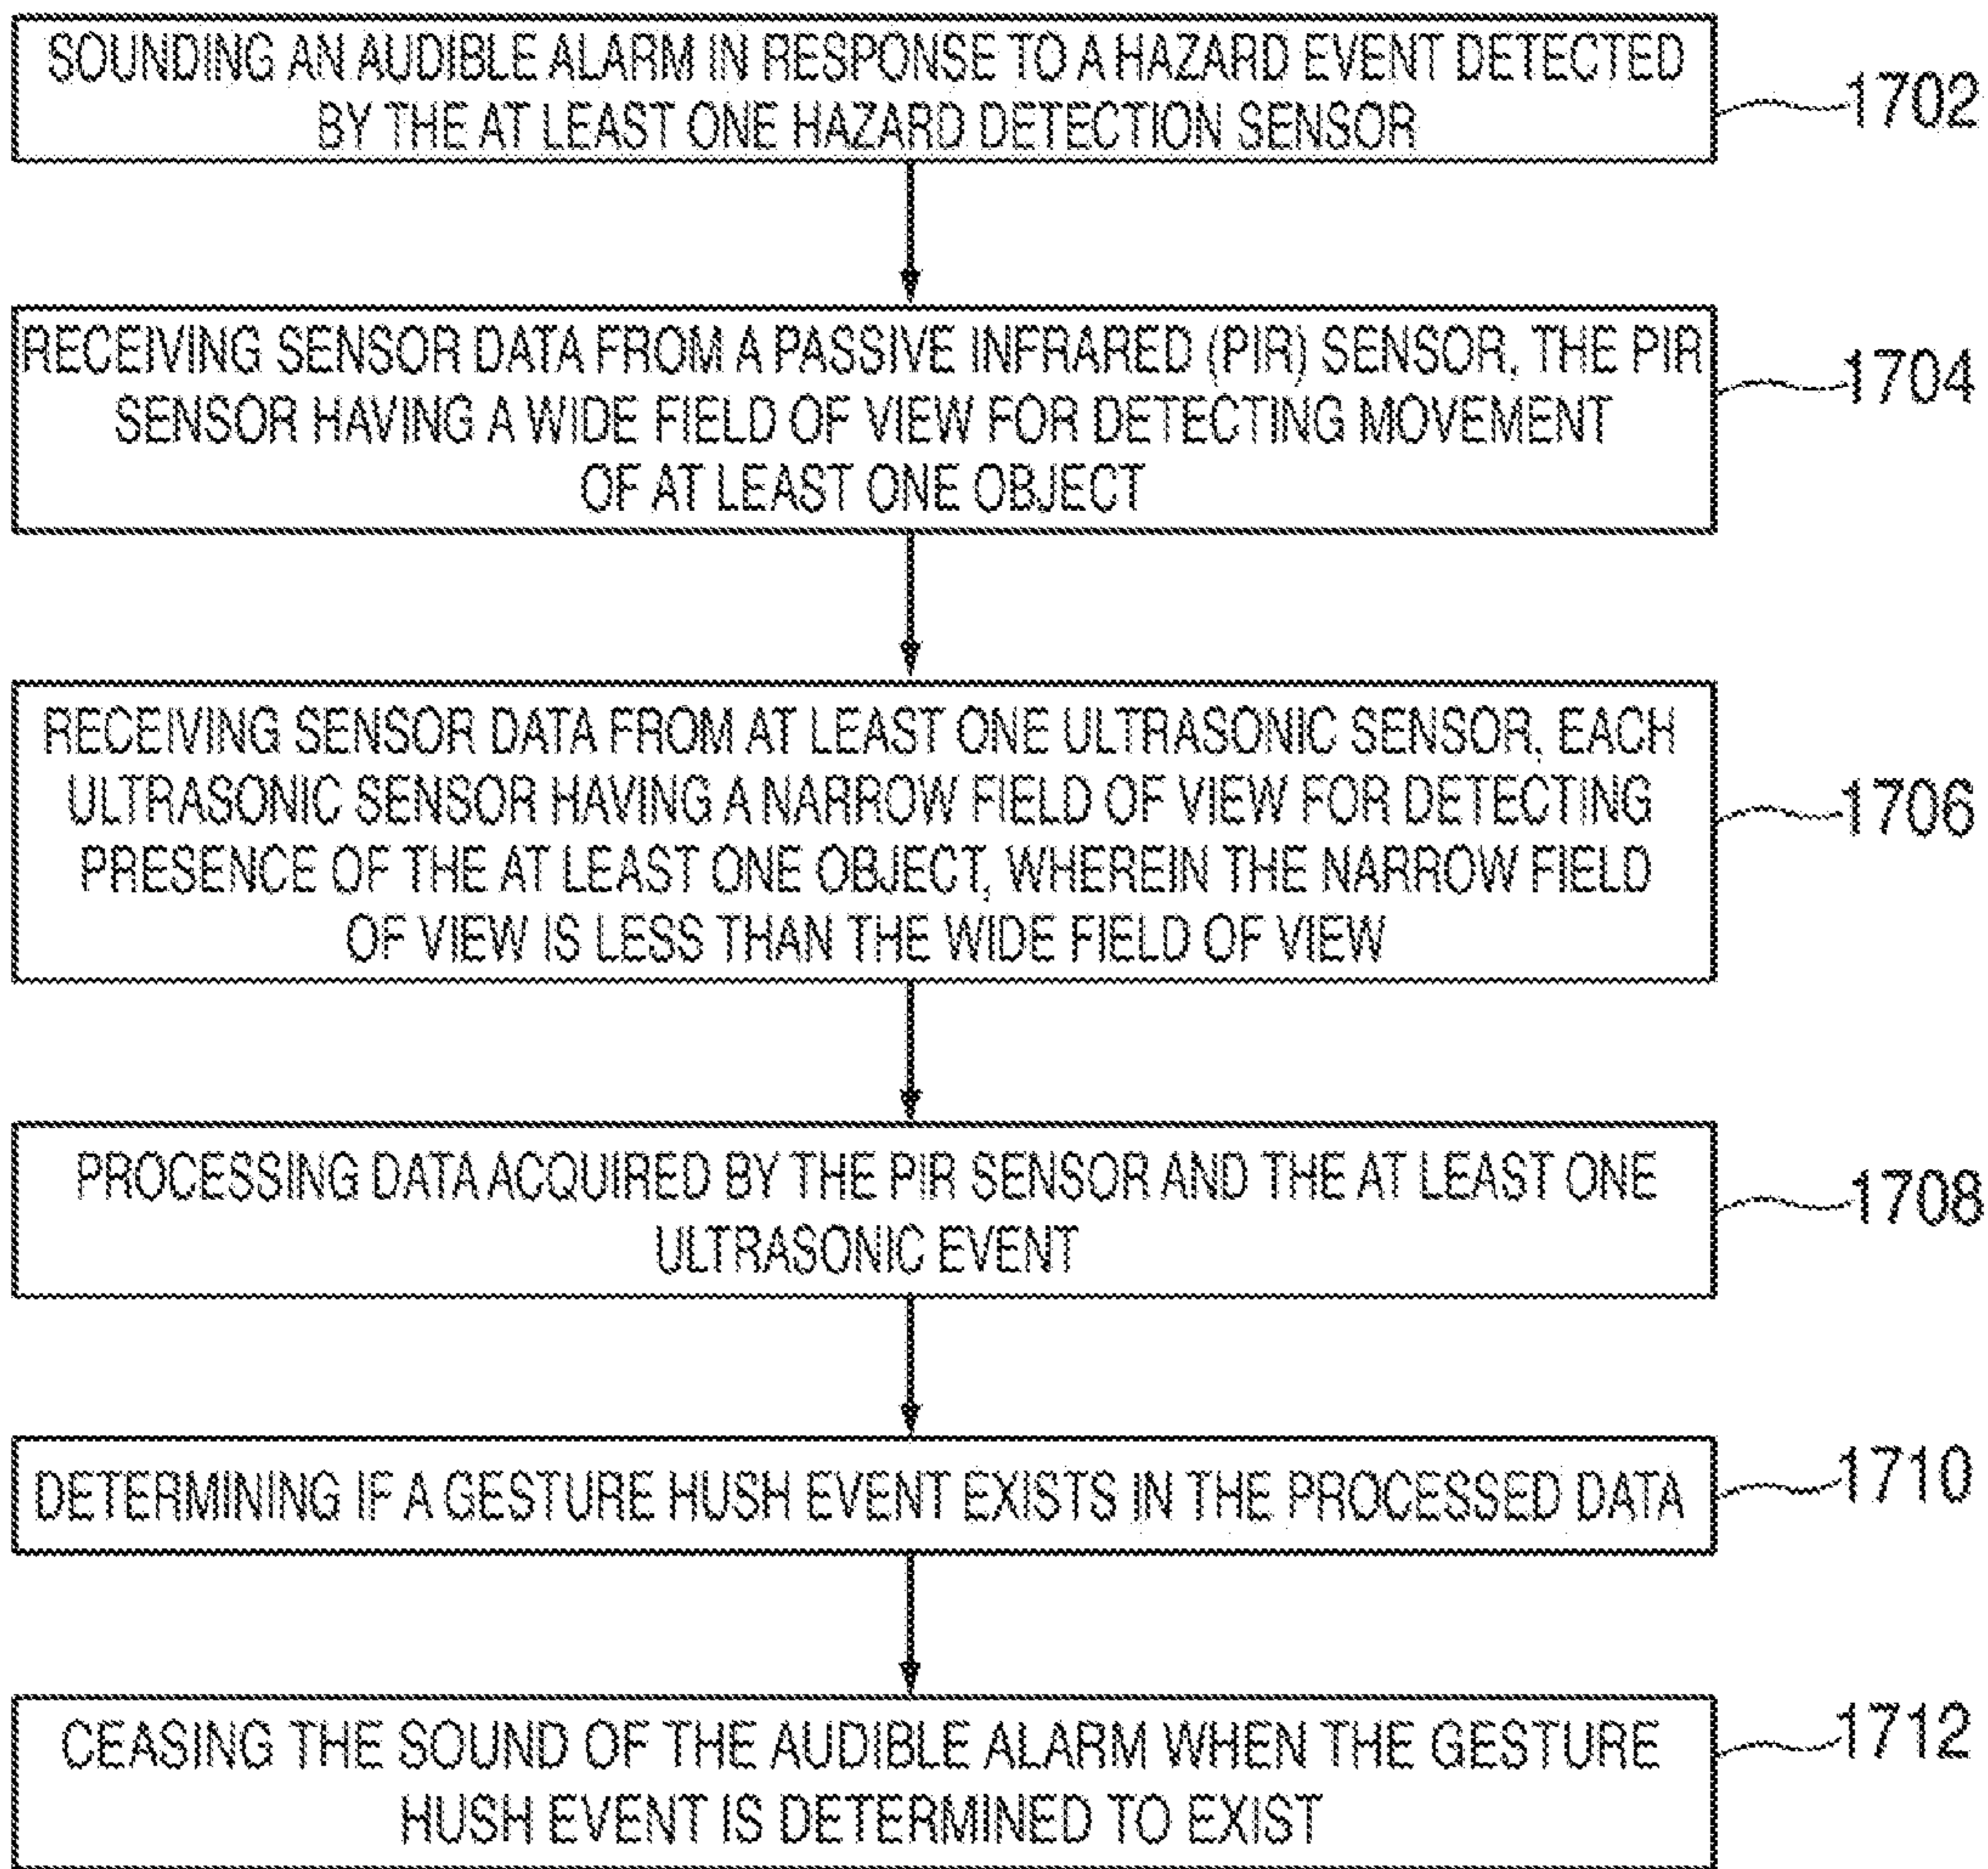 SOUNDING AN AUDIBLE ALARM IN RESPONSE TO A HAZARD EVENT DETECTED
BY THE AT LEAST ONE HAZARD DETECTION SENSOR
1702
RECEIVING SENSOR DATA FROM A PASSIVE INFRARED (PIR) SENSOR, THE PIR
SENSOR HAVING A WIDE FIELD OF VIEW FOR DETECTING MOVEMENT
OF AT LEAST ONE OBJECT
1704
RECEIVING SENSOR DATA FROM AT LEAST ONE ULTRASONIC SENSOR, EACH
ULTRASONIC SENSOR HAVING A NARROW FIELD OF VIEW FOR DETECTING
PRESENCE OF THE AT LEAST ONE OBJECT, WHEREIN THE NARROW FIELD
OF VIEW IS LESS THAN THE WIDE FIELD OF VIEW
1706
PROCESSING DATA ACQUIRED BY THE PIR SENSOR AND THE AT LEAST ONE
ULTRASONIC EVENT
1708
DETERMINING IF A GESTURE HUSH EVENT EXISTS IN THE PROCESSED DATA
1710
CEASING THE SOUND OF THE AUDIBLE ALARM WHEN THE GESTURE
HUSH EVENT IS DETERMINED TO EXIST
1712